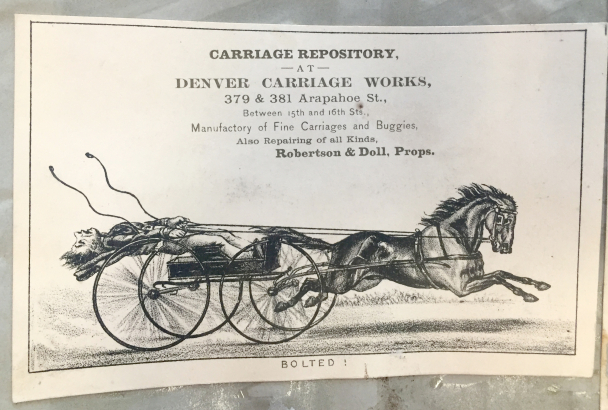 CARRIAGE REPOSITORY,
—AT—
DENVER CARRIAGE WORKS,
379 & 381 Arapahoe St.,
Between 15th and 16th Sts.,
Manufactory of Fine Carriages and Buggies,
Also Repairing of all Kinds,
Robertson & Doll, Props.
BOLTED !